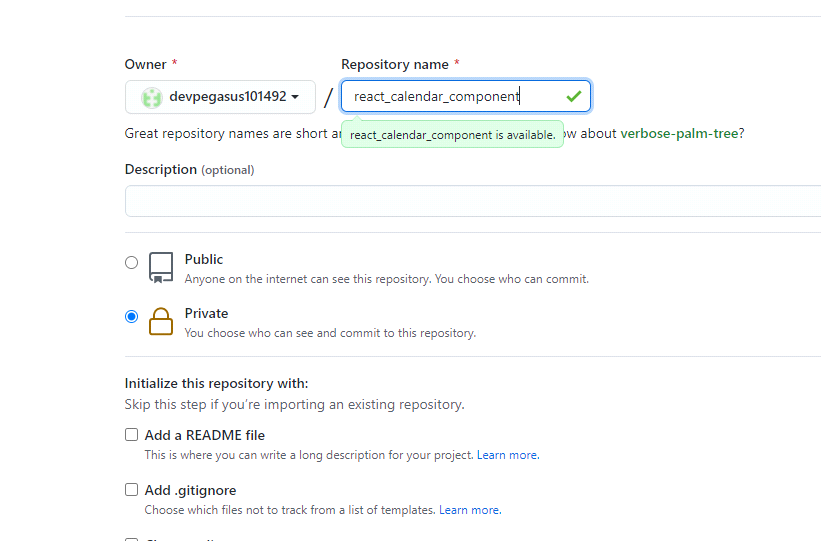 Owner *
Repository name *
devpegasus101492 / react_calendar_component
Great repository names are short a
react_calendar_component is available.
w about verbose-palm-tree?
Description (optional)
Public
Anyone on the internet can see this repository. You choose who can commit.
Private
You choose who can see and commit to this repository.
Initialize this repository with:
Skip this step if you're importing an existing repository.
Add a README file
This is where you can write a long description for your project. Learn more.
Add .gitignore
Choose which files not to track from a list of templates. Learn more.